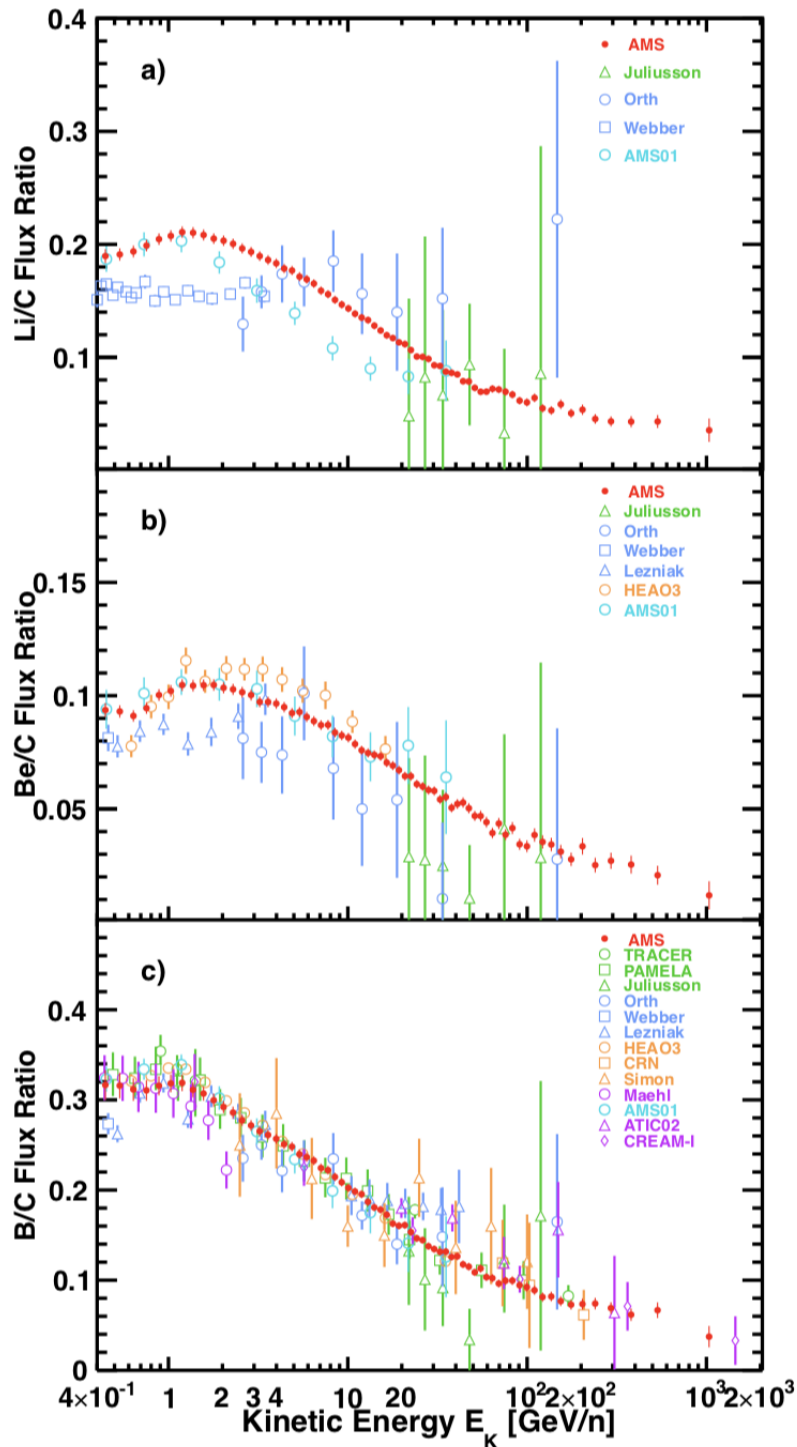 0.4
a)
AMS
Juliusson
Orth
Webber
AMS01
0.3
0.2
0.1
Li/C Flux Ratio
b)
AMS
Juliusson
Orth
Webber
Lezniak
HEAO3
AMS01
0.15
0.1
0.05
Be/C Flux Ratio
c)
AMS
TRACER
PAMELA
Juliusson
Orth
Webber
Lezniak
HEAO3
CRN
Simon
Maehl
AMS01
ATIC02
CREAM-I
0.4
0.3
0.2
0.1
0
B/C Flux Ratio
4×10⁻¹ 1 2 3 4 10 20 10² 2×10² 10³ 2×10³
Kinetic Energy E_K [GeV/n]